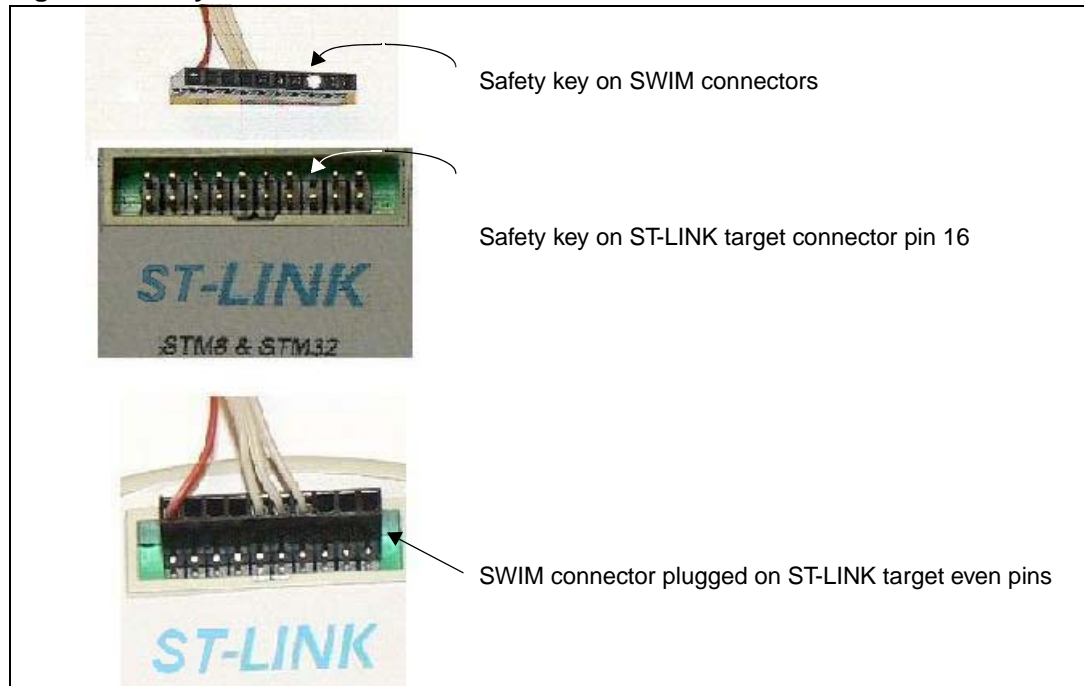 Safety key on SWIM connectors
Safety key on ST-LINK target connector pin 16
ST-LINK
STM8 & STM32
SWIM connector plugged on ST-LINK target even pins
ST-LINK